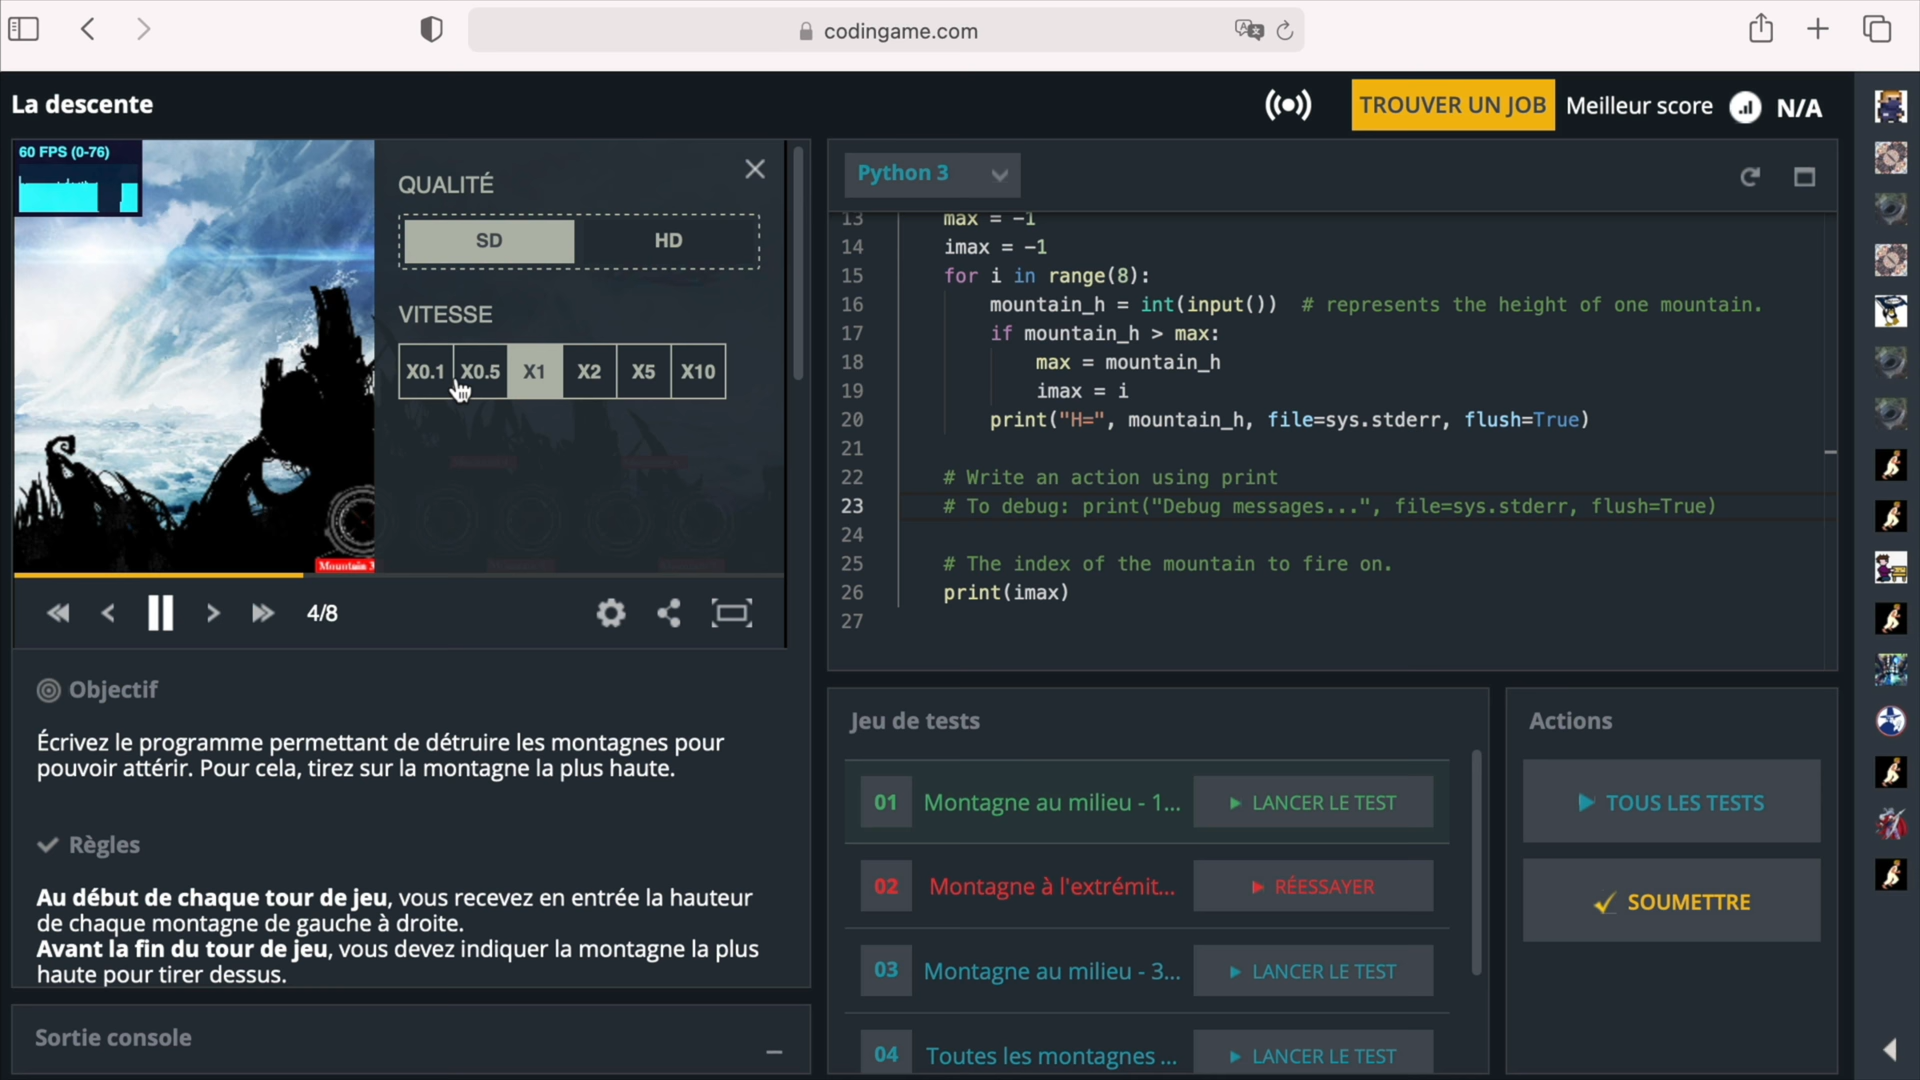 codingame.com
La descente
TROUVER UN JOB
Meilleur score
N/A
60 FPS (0-76)
QUALITÉ
SD
HD
VITESSE
X0.1
X0.5
X1
X2
X5
X10
Mountain 3
4/8
Objectif
Écrivez le programme permettant de détruire les montagnes pour
pouvoir attérir. Pour cela, tirez sur la montagne la plus haute.
Règles
Au début de chaque tour de jeu, vous recevez en entrée la hauteur
de chaque montagne de gauche à droite.
Avant la fin du tour de jeu, vous devez indiquer la montagne la plus
haute pour tirer dessus.
Sortie console
Python 3
13 max = -1
14 imax = -1
15 for i in range(8):
16 mountain_h = int(input())  # represents the height of one mountain.
17 if mountain_h > max:
18 max = mountain_h
19 imax = i
20 print("H=", mountain_h, file=sys.stderr, flush=True)
21
22 # Write an action using print
23 # To debug: print("Debug messages...", file=sys.stderr, flush=True)
24
25 # The index of the mountain to fire on.
26 print(imax)
27
Jeu de tests
01 Montagne au milieu - 1... LANCER LE TEST
02 Montagne à l'extrémit... RÉESSAYER
03 Montagne au milieu - 3... LANCER LE TEST
04 Toutes les montagnes ... LANCER LE TEST
Actions
TOUS LES TESTS
SOUMETTRE